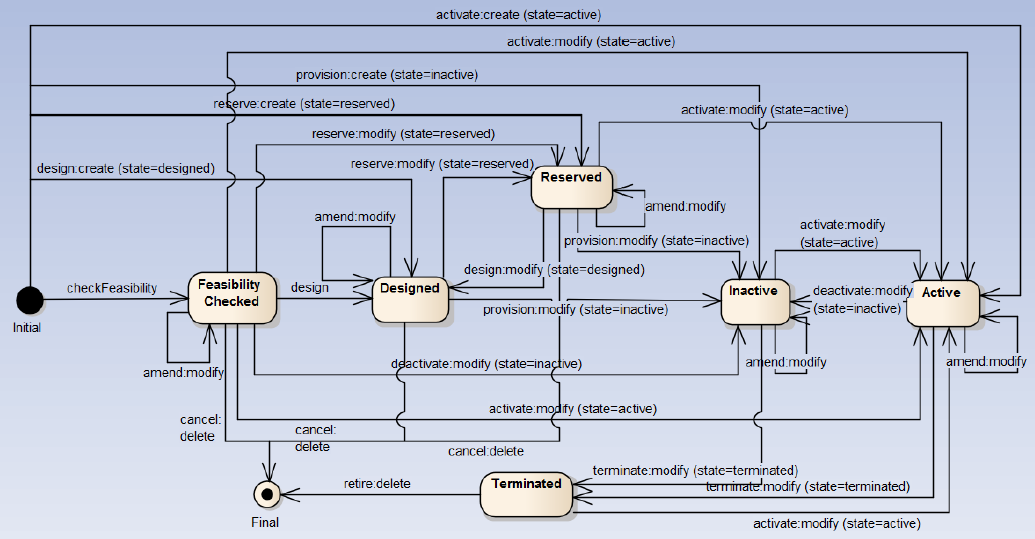 activate:create (state=active)
activate:modify (state=active)
provision:create (state=inactive)
reserve:create (state=reserved)
activate:modify (state=active)
reserve:modify (state=reserved)
reserve:modify (state=reserved)
design:create (state=designed)
Reserved
amend:modify
amend:modify
activate:modify
(state=active)
provision:modify (state=inactive)
design:modify (state=designed)
checkFeasibility
Feasibility
Checked
design
Designed
Inactive
deactivate:modify
(state=inactive)
Active
provision:modify (state=inactive)
Initial
amend:modify
deactivate:modify (state=inactive)
amend:modify
amend:modify
activate:modify (state=active)
cancel:
delete
cancel:
delete
cancel:delete
terminate:modify (state=terminated)
retire:delete
Terminated
terminate:modify (state=terminated)
Final
activate:modify (state=active)